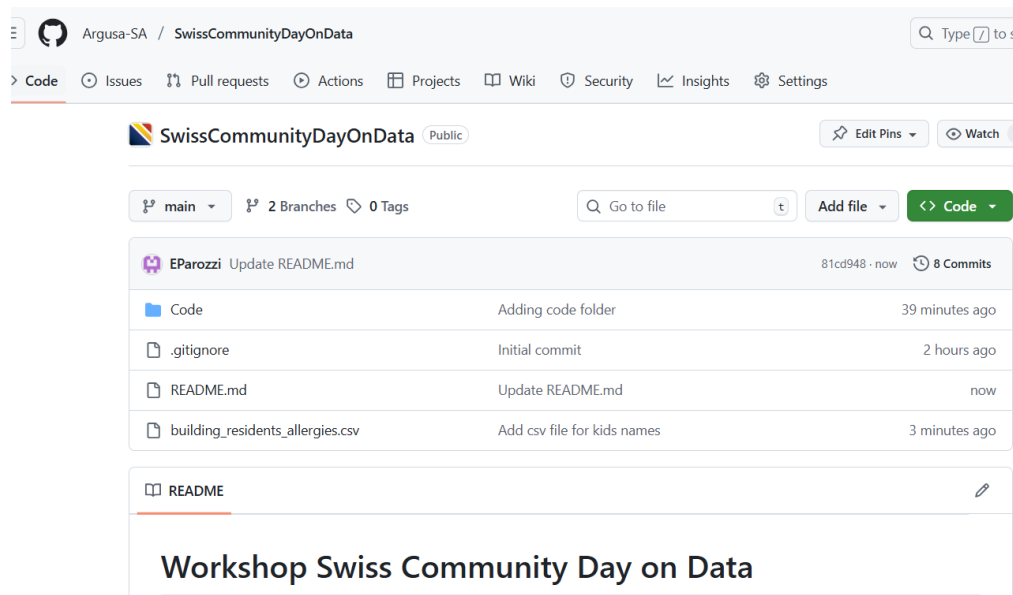 Argusa-SA / SwissCommunityDayOnData
Type / to s
Code Issues Pull requests Actions Projects Wiki Security Insights Settings
SwissCommunityDayOnData Public Edit Pins Watch
main 2 Branches 0 Tags Go to file t Add file Code
EParozzi Update README.md 81cd948 · now 8 Commits
Code Adding code folder 39 minutes ago
.gitignore Initial commit 2 hours ago
README.md Update README.md now
building_residents_allergies.csv Add csv file for kids names 3 minutes ago
README
Workshop Swiss Community Day on Data